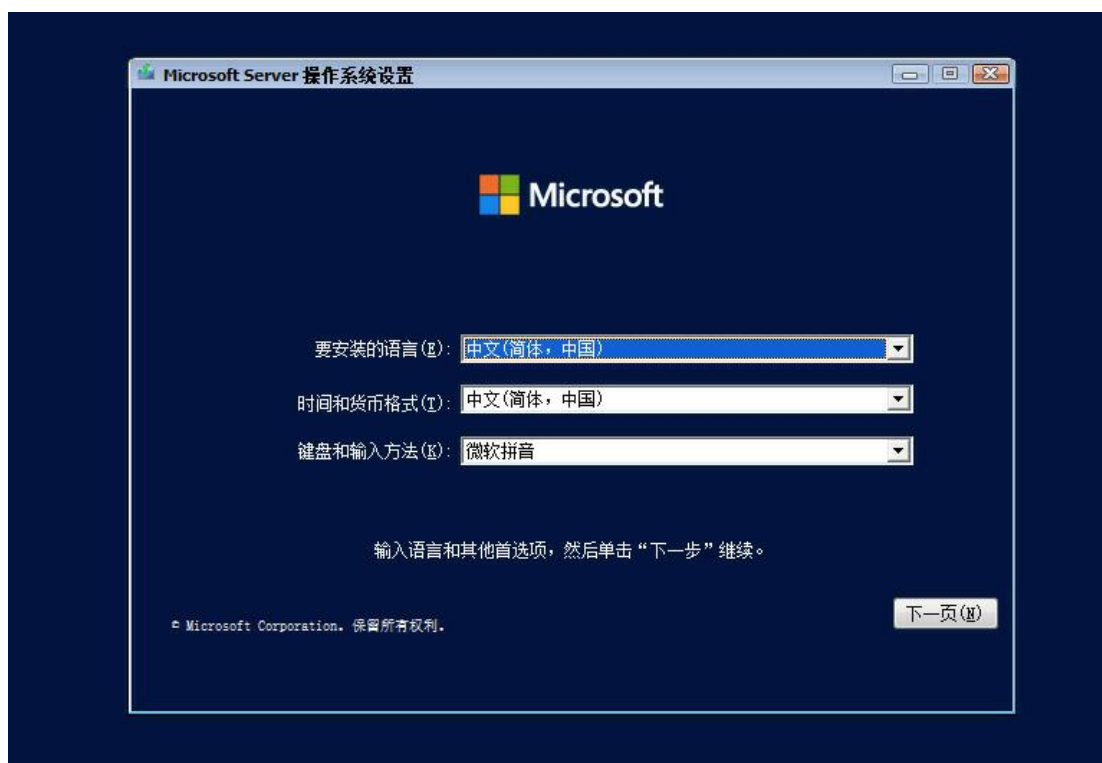 Microsoft Server 操作系统设置
Microsoft
要安装的语言(E): 中文(简体，中国)
时间和货币格式(T): 中文(简体，中国)
键盘和输入方法(K): 微软拼音
输入语言和其他首选项，然后单击“下一步”继续。
下一页(N)
© Microsoft Corporation. 保留所有权利.